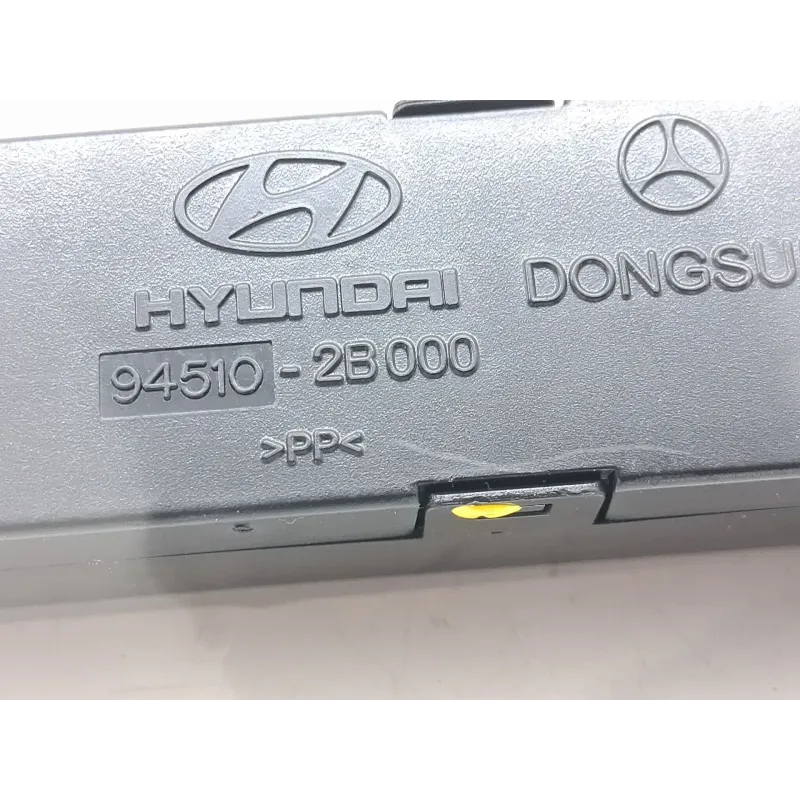 HYUNDAI
DONGSU
94510-2B000
>PP<